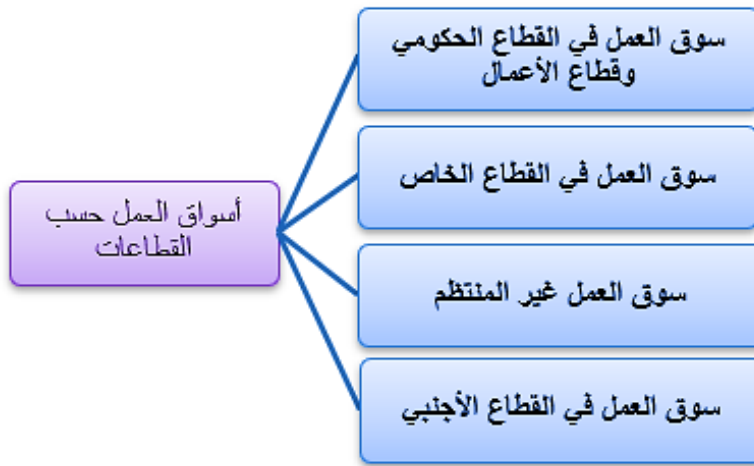 سوق العمل في القطاع الحكومي
وقطاع الأعمال
سوق العمل في القطاع الخاص
أسواق العمل حسب
القطاعات
سوق العمل غير المنتظم
سوق العمل في القطاع الأجنبي